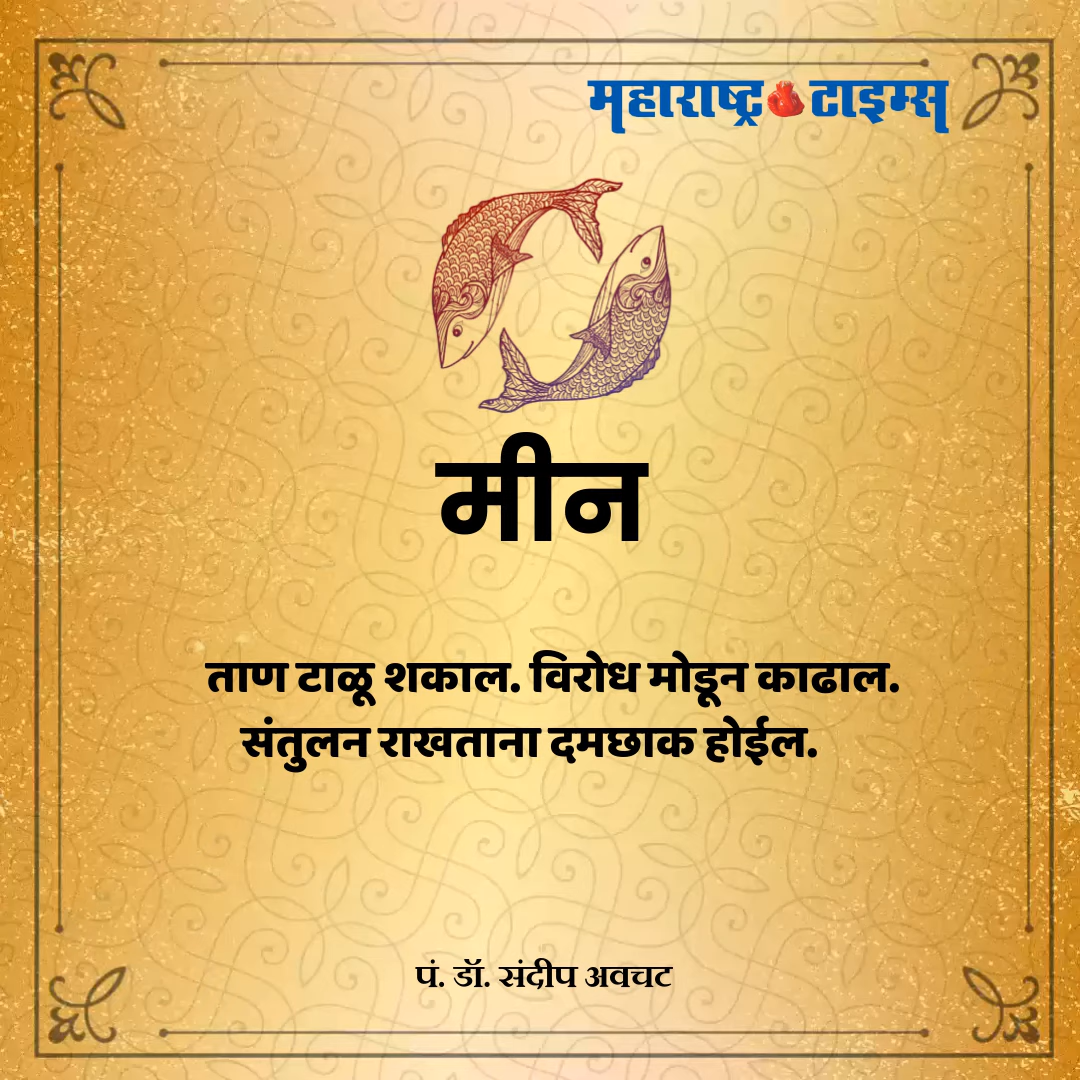 महाराष्ट्र टाइम्स
मीन
ताण टाळू शकाल. विरोध मोडून काढाल.
संतुलन राखताना दमछाक होईल.
पं. डॉ. संदीप अवचट